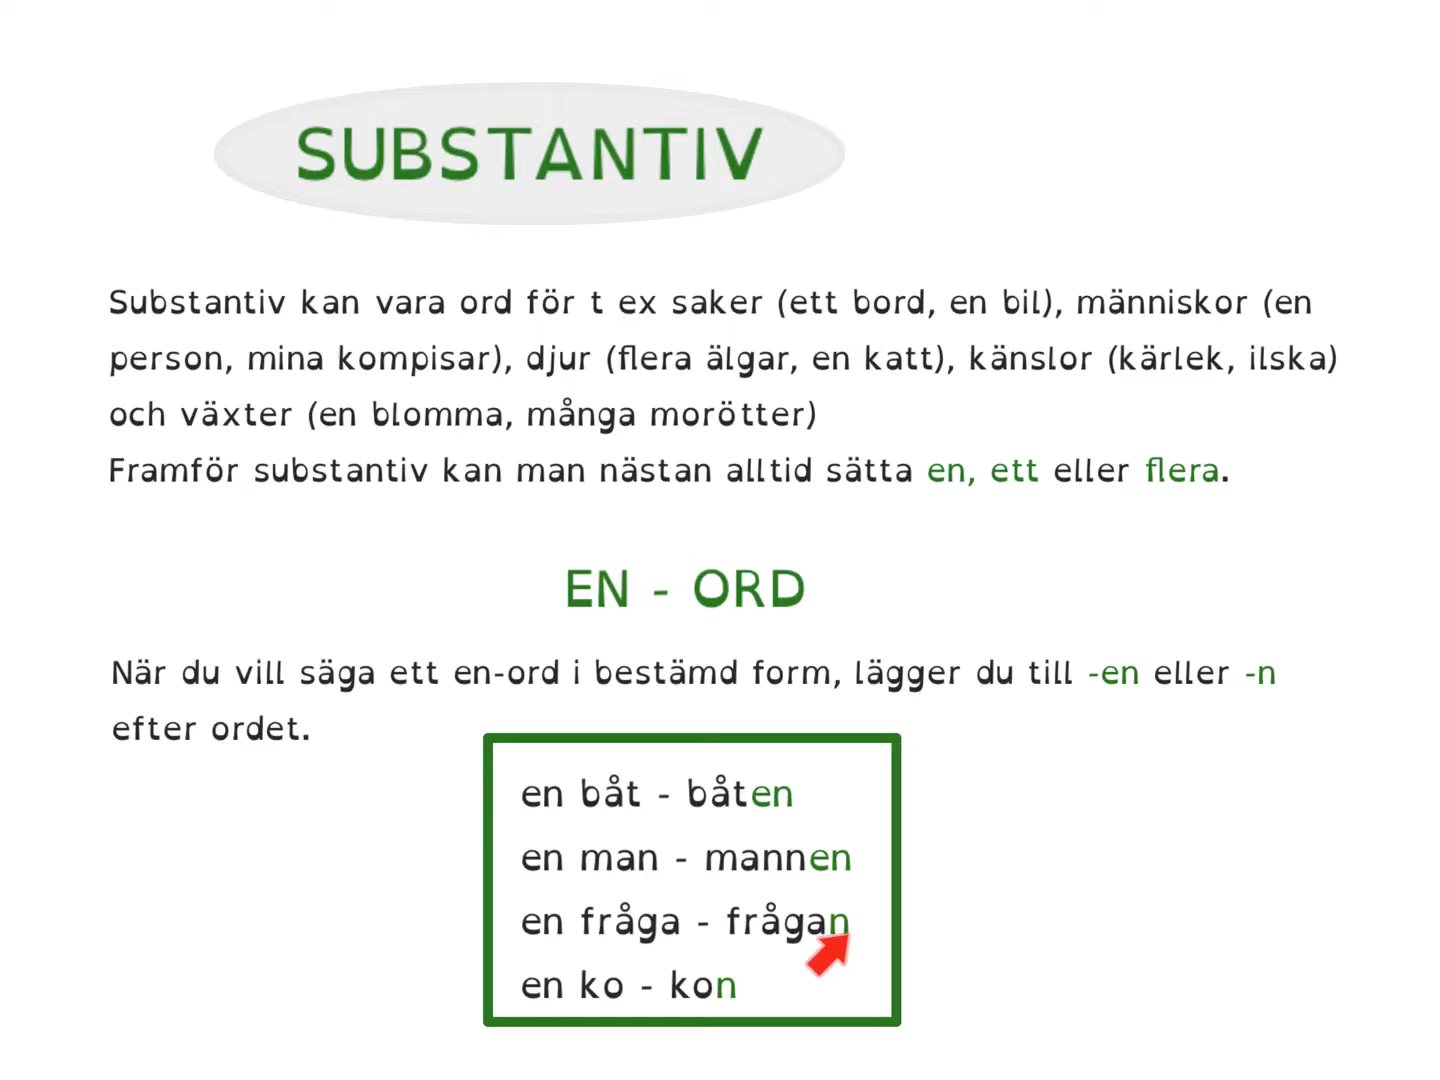 SUBSTANTIV
Substantiv kan vara ord för t ex saker (ett bord, en bil), människor (en
person, mina kompisar), djur (flera älgar, en katt), känslor (kärlek, ilska)
och växter (en blomma, många morötter)
Framför substantiv kan man nästan alltid sätta en, ett eller flera.
EN - ORD
När du vill säga ett en-ord i bestämd form, lägger du till -en eller -n
efter ordet.
en båt - båten
en man - mannen
en fråga - frågan
en ko - kon